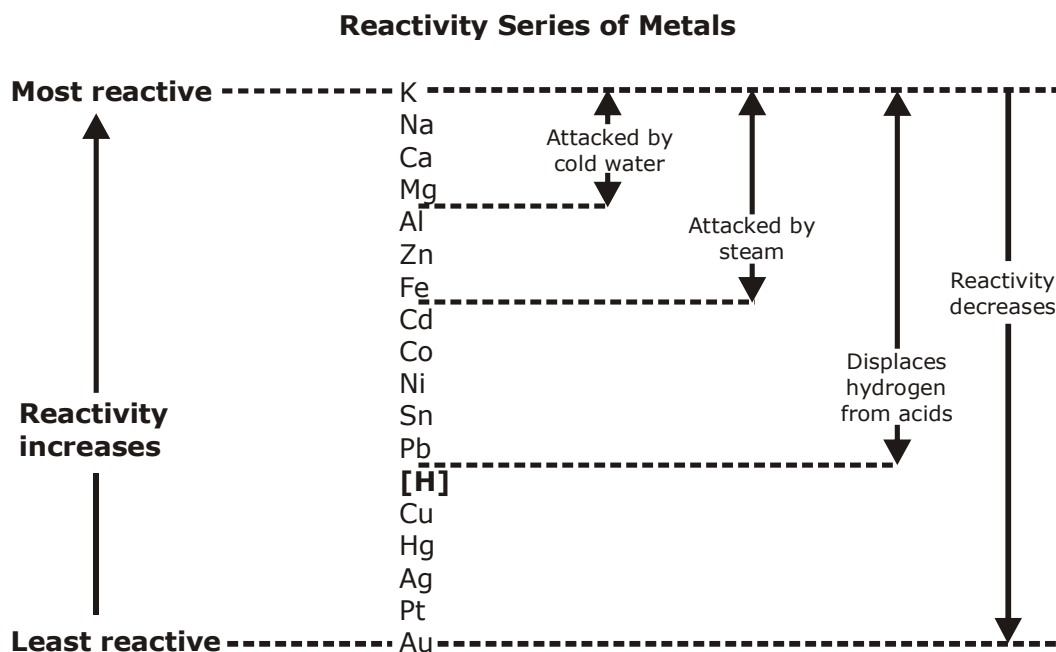 Reactivity Series of Metals
Most reactive
K
Na
Ca
Mg
Al
Zn
Fe
Cd
Co
Ni
Sn
Pb
[H]
Cu
Hg
Ag
Pt
Au
Least reactive
Reactivity
increases
Attacked by
cold water
Attacked by
steam
Displaces
hydrogen
from acids
Reactivity
decreases